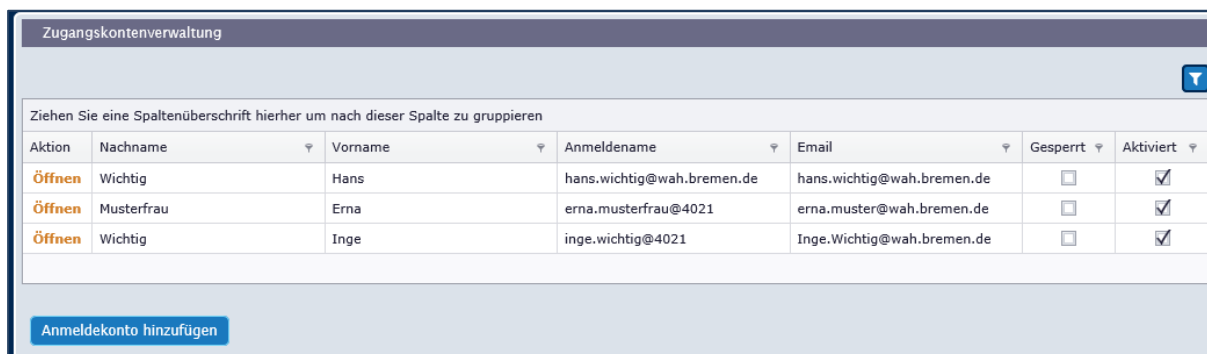 Zugangskontenverwaltung
Ziehen Sie eine Spaltenüberschrift hierher um nach dieser Spalte zu gruppieren
Aktion Nachname Vorname Anmeldename Email Gesperrt Aktiviert
Öffnen Wichtig Hans hans.wichtig@wah.bremen.de hans.wichtig@wah.bremen.de
Öffnen Musterfrau Erna erna.musterfrau@4021 erna.muster@wah.bremen.de
Öffnen Wichtig Inge inge.wichtig@4021 Inge.Wichtig@wah.bremen.de
Anmeldekonto hinzufügen